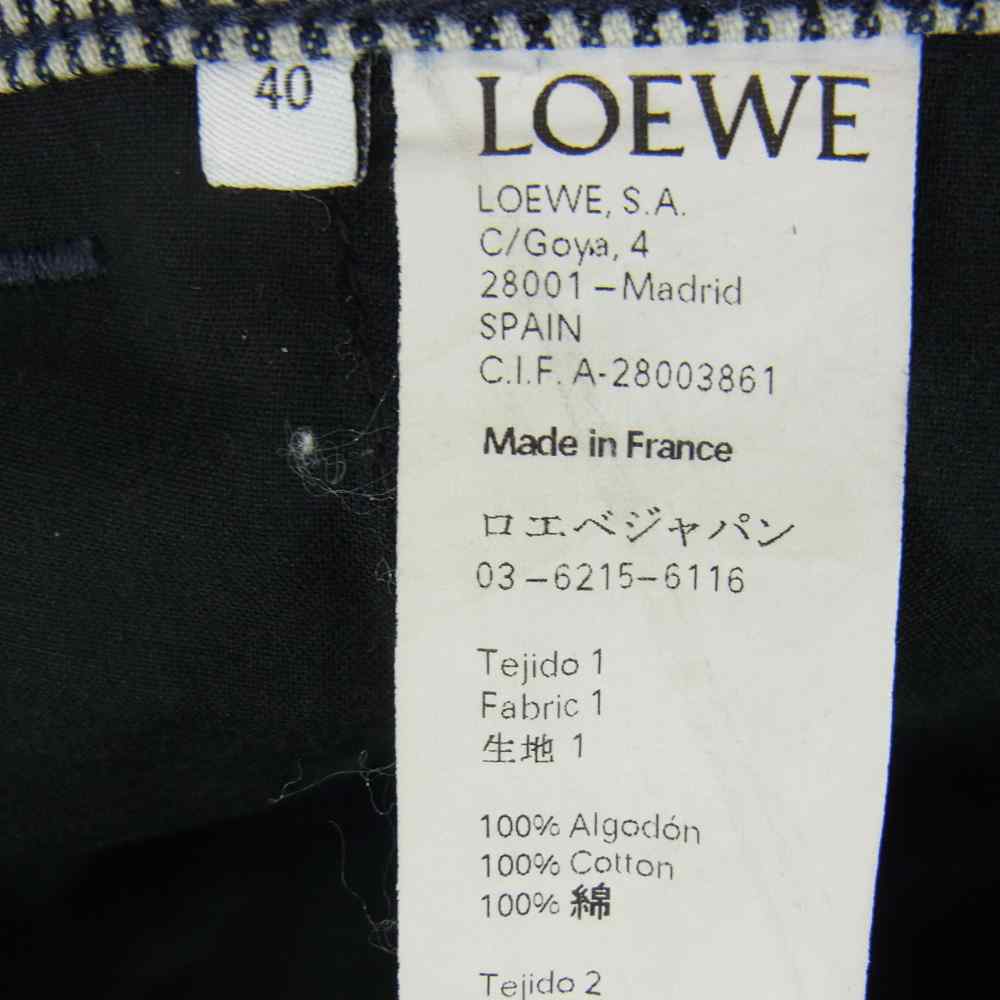 40
LOEWE
LOEWE, S.A.
C/Goya, 4
28001 – Madrid
SPAIN
C.I.F. A-28003861
Made in France
ロエベジャパン
03–6215–6116
Tejido 1
Fabric 1
生地 1
100% Algodón
100% Cotton
100% 綿
Tejido 2